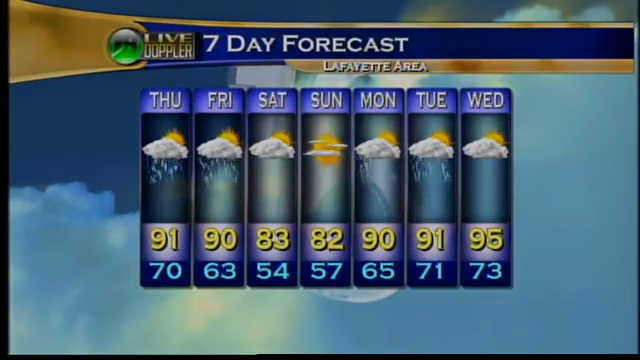 LIVE DOPPLER
7 DAY FORECAST
LAFAYETTE AREA
THU FRI SAT SUN MON TUE WED
91 90 83 82 90 91 95
70 63 54 57 65 71 73